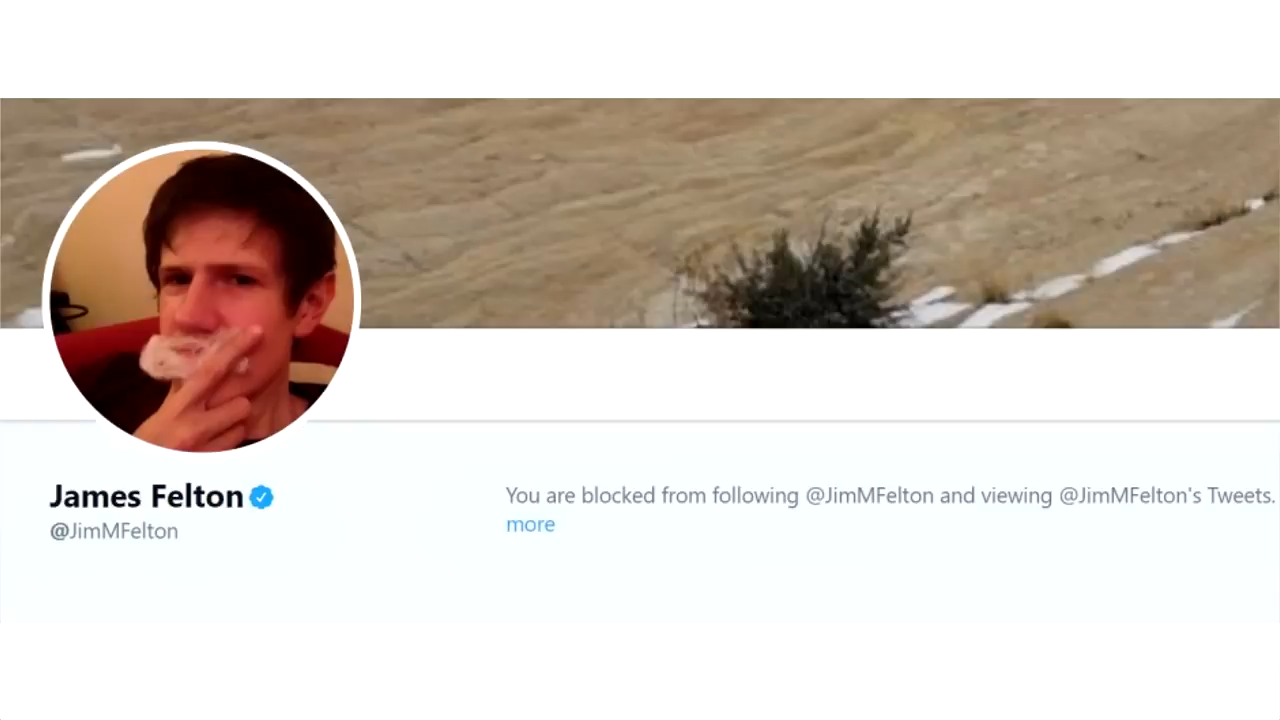 James Felton
@JimMFelton
You are blocked from following @JimMFelton and viewing @JimMFelton's Tweets.
more